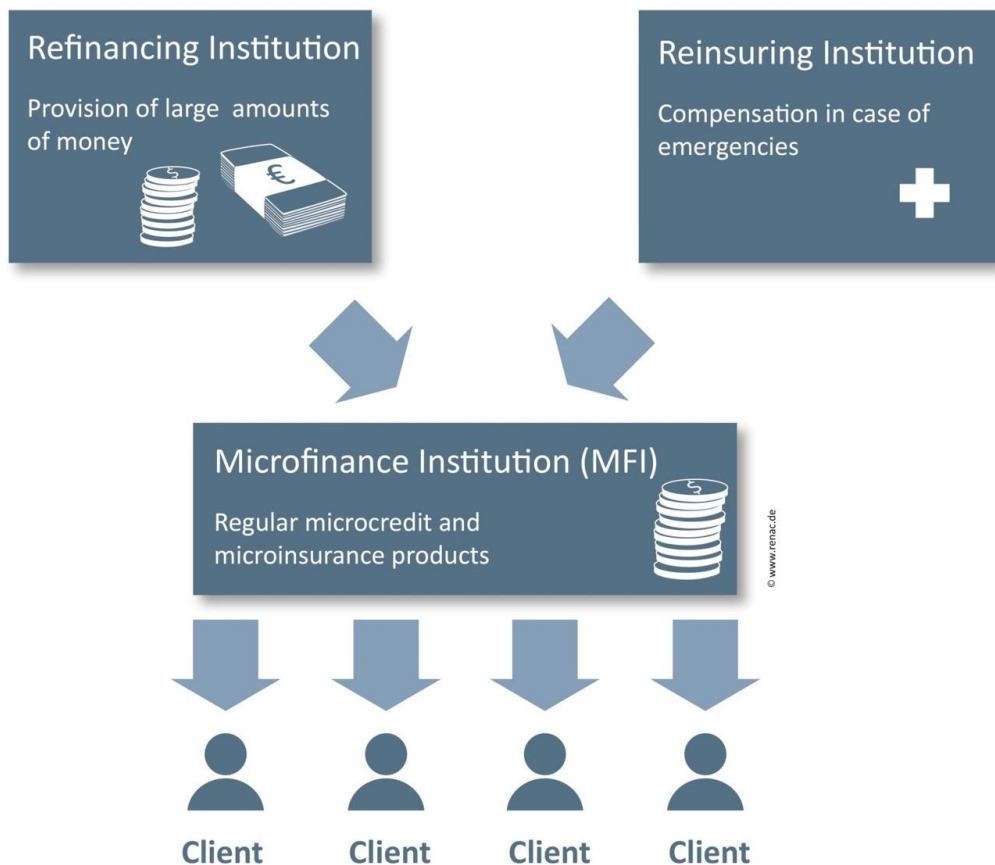 Refinancing Institution
Provision of large amounts
of money
$
€
Reinsuring Institution
Compensation in case of
emergencies
Microfinance Institution (MFI)
Regular microcredit and
microinsurance products
$
© www.renac.de
Client
Client
Client
Client